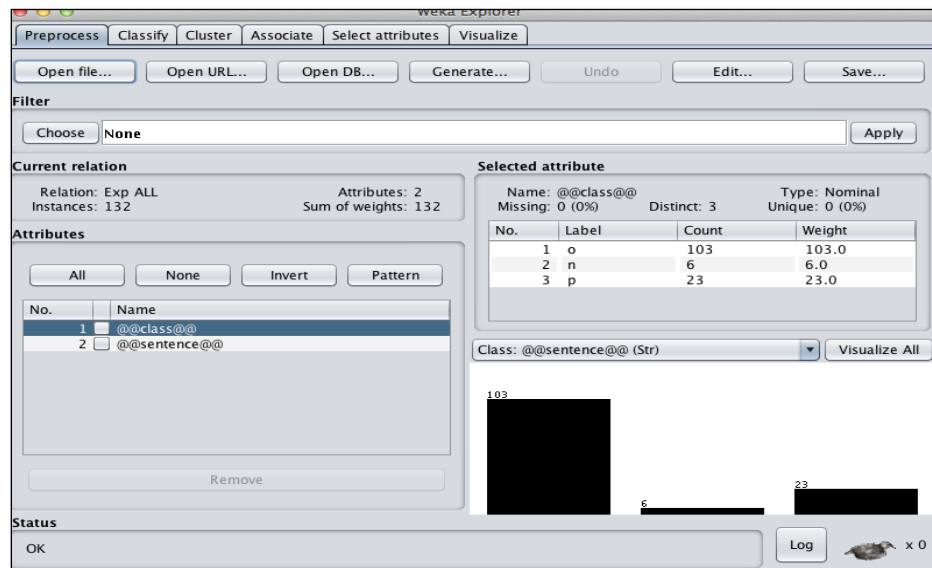 Weka Explorer
Preprocess Classify Cluster Associate Select attributes Visualize
Open file... Open URL... Open DB... Generate... Undo Edit... Save...
Filter
Choose None Apply
Current relation
Relation: Exp ALL Attributes: 2
Instances: 132 Sum of weights: 132
Selected attribute
Name: @@class@@ Type: Nominal
Missing: 0 (0%) Distinct: 3 Unique: 0 (0%)
No. Label Count Weight
1 o 103 103.0
2 n 6 6.0
3 p 23 23.0
Attributes
All None Invert Pattern
No. Name
1 @@class@@
2 @@sentence@@
Remove
Class: @@sentence@@ (Str) Visualize All
103
6
23
Status
OK
Log x 0